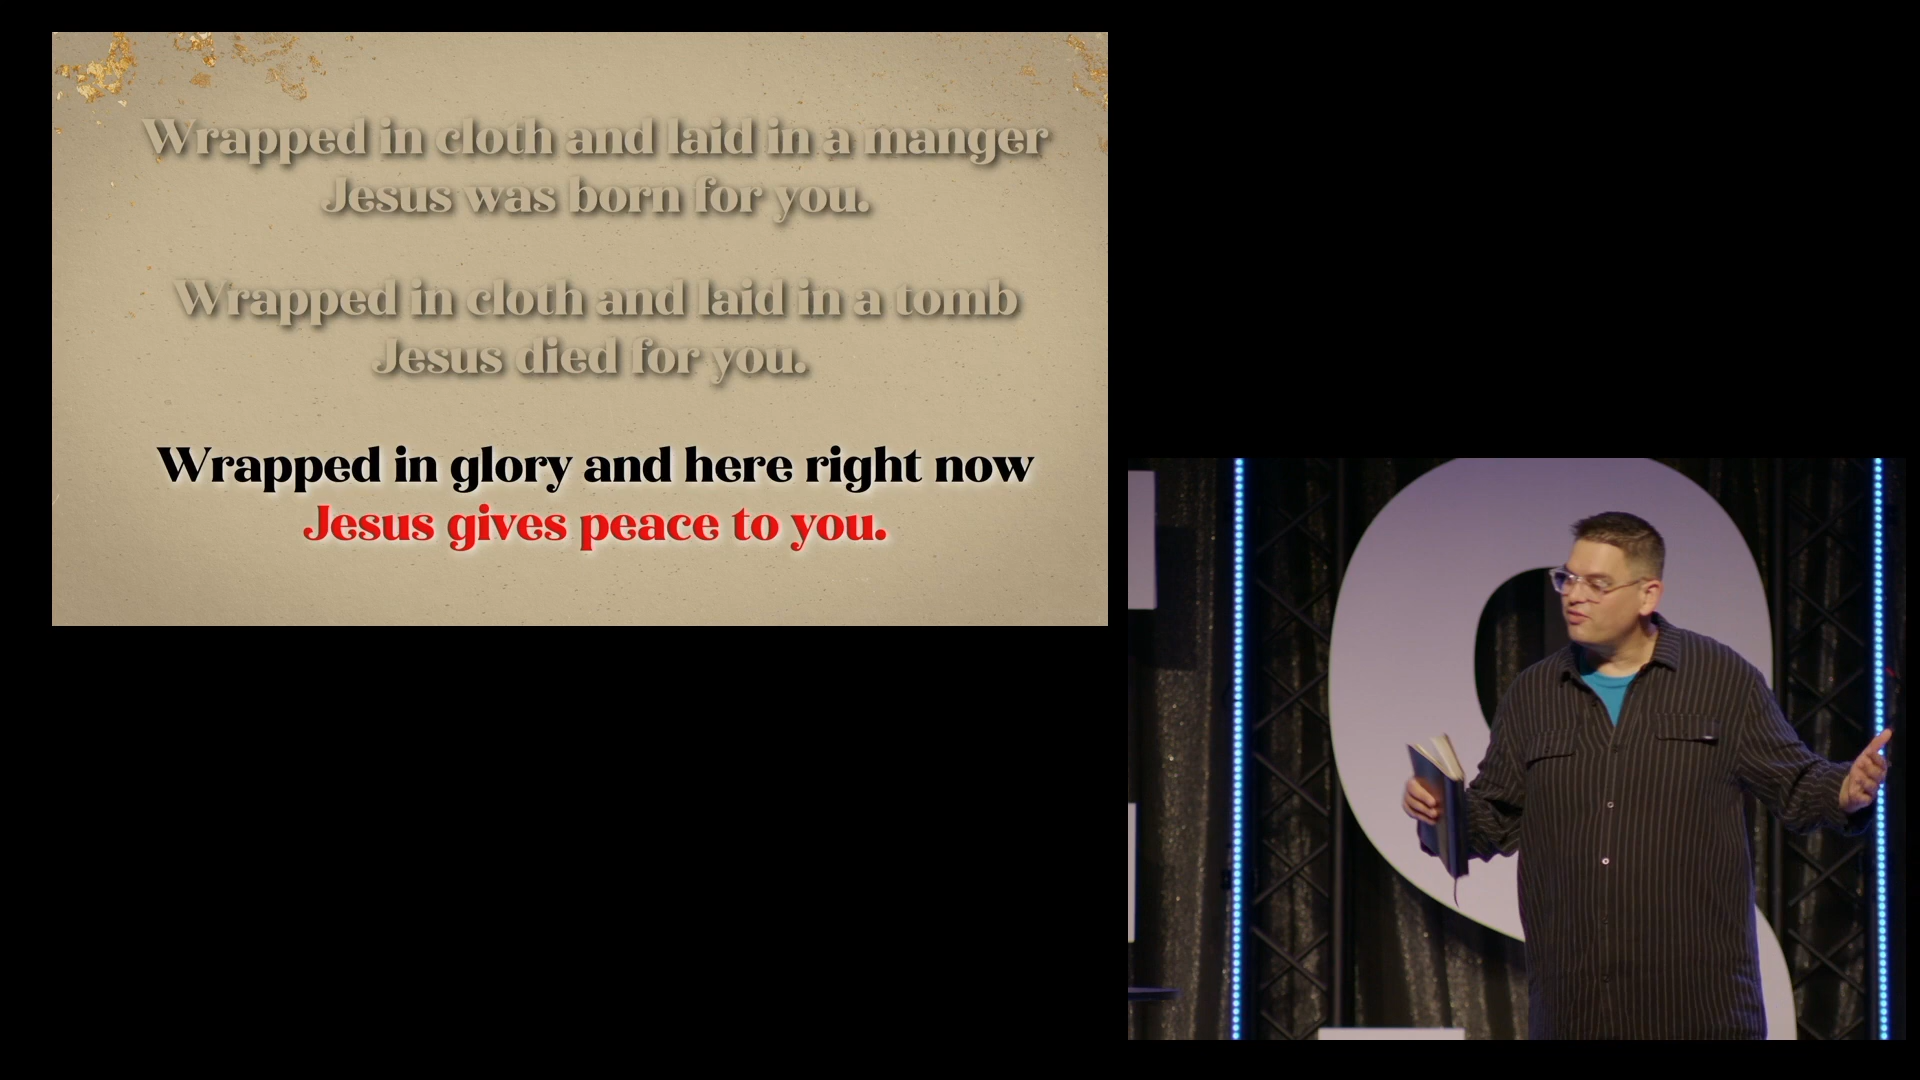 Wrapped in cloth and laid in a manger
Jesus was born for you.
Wrapped in cloth and laid in a tomb
Jesus died for you.
Wrapped in glory and here right now
Jesus gives peace to you.